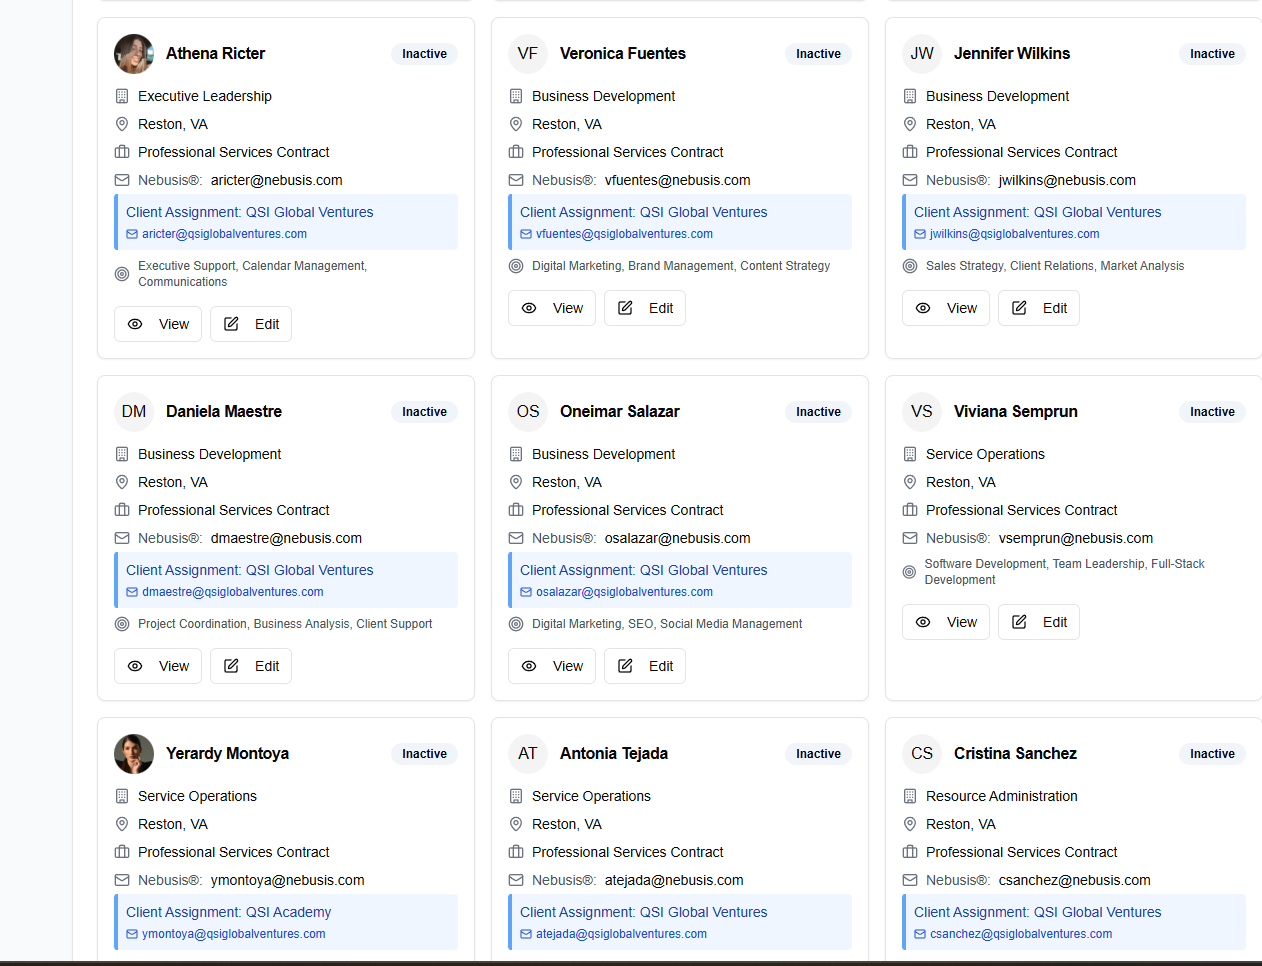 Athena Ricter
Inactive
Executive Leadership
Reston, VA
Professional Services Contract
Nebusis®: aricter@nebusis.com
Client Assignment: QSI Global Ventures
aricter@qsiglobalventures.com
Executive Support, Calendar Management,
Communications
View Edit
VF Veronica Fuentes
Inactive
Business Development
Reston, VA
Professional Services Contract
Nebusis®: vfuentes@nebusis.com
Client Assignment: QSI Global Ventures
vfuentes@qsiglobalventures.com
Digital Marketing, Brand Management, Content Strategy
View Edit
JW Jennifer Wilkins
Inactive
Business Development
Reston, VA
Professional Services Contract
Nebusis®: jwilkins@nebusis.com
Client Assignment: QSI Global Ventures
jwilkins@qsiglobalventures.com
Sales Strategy, Client Relations, Market Analysis
View Edit
DM Daniela Maestre
Inactive
Business Development
Reston, VA
Professional Services Contract
Nebusis®: dmaestre@nebusis.com
Client Assignment: QSI Global Ventures
dmaestre@qsiglobalventures.com
Project Coordination, Business Analysis, Client Support
View Edit
OS Oneimar Salazar
Inactive
Business Development
Reston, VA
Professional Services Contract
Nebusis®: osalazar@nebusis.com
Client Assignment: QSI Global Ventures
osalazar@qsiglobalventures.com
Digital Marketing, SEO, Social Media Management
View Edit
VS Viviana Semprun
Inactive
Service Operations
Reston, VA
Professional Services Contract
Nebusis®: vsemprun@nebusis.com
Software Development, Team Leadership, Full-Stack
Development
View Edit
Yerardy Montoya
Inactive
Service Operations
Reston, VA
Professional Services Contract
Nebusis®: ymontoya@nebusis.com
Client Assignment: QSI Academy
ymontoya@qsiglobalventures.com
AT Antonia Tejada
Inactive
Service Operations
Reston, VA
Professional Services Contract
Nebusis®: atejada@nebusis.com
Client Assignment: QSI Global Ventures
atejada@qsiglobalventures.com
CS Cristina Sanchez
Inactive
Resource Administration
Reston, VA
Professional Services Contract
Nebusis®: csanchez@nebusis.com
Client Assignment: QSI Global Ventures
csanchez@qsiglobalventures.com